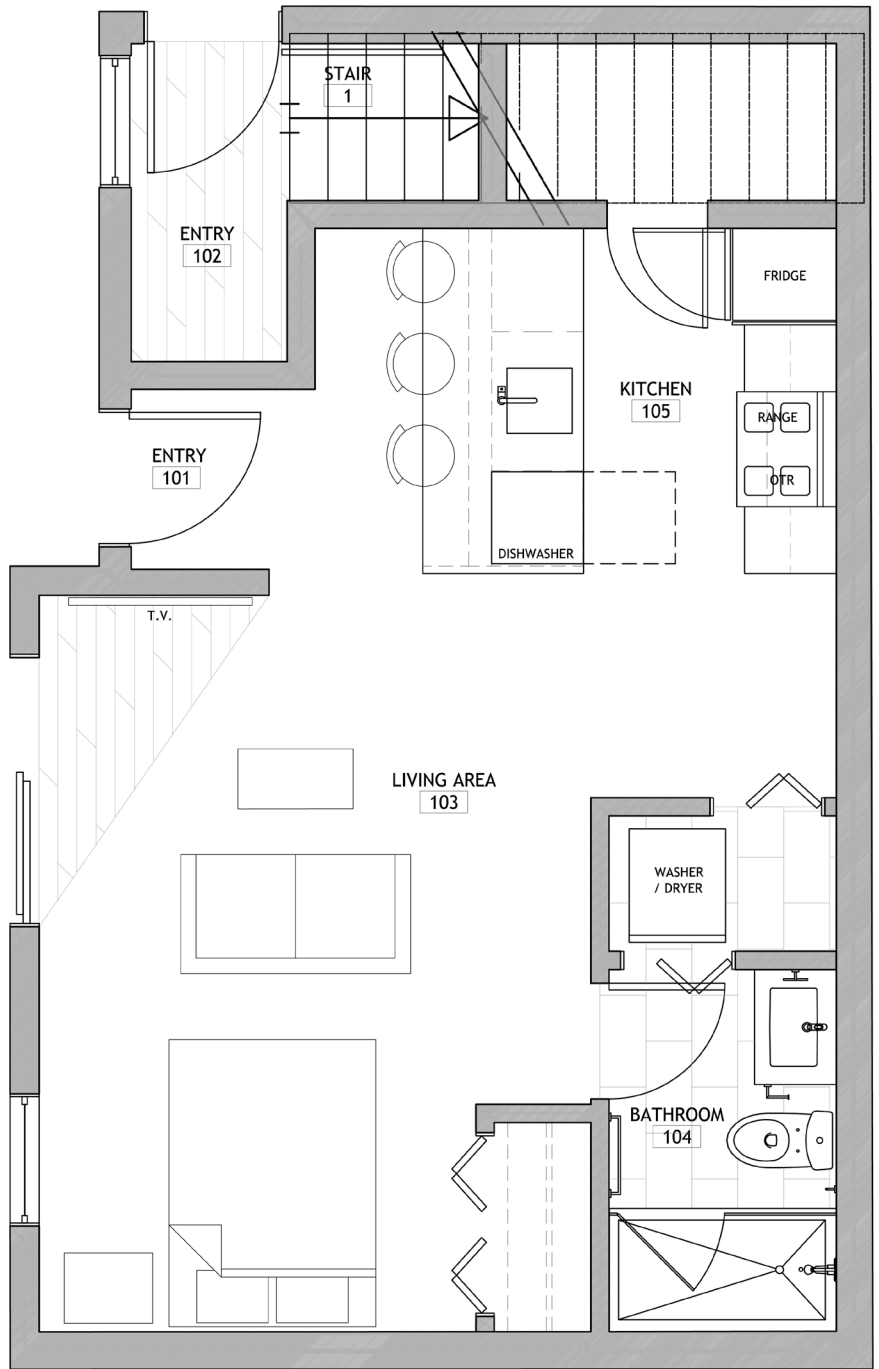 STAIR
1
ENTRY
102
FRIDGE
KITCHEN
105
RANGE
OTR
ENTRY
101
DISHWASHER
T.V.
LIVING AREA
103
WASHER
/ DRYER
BATHROOM
104